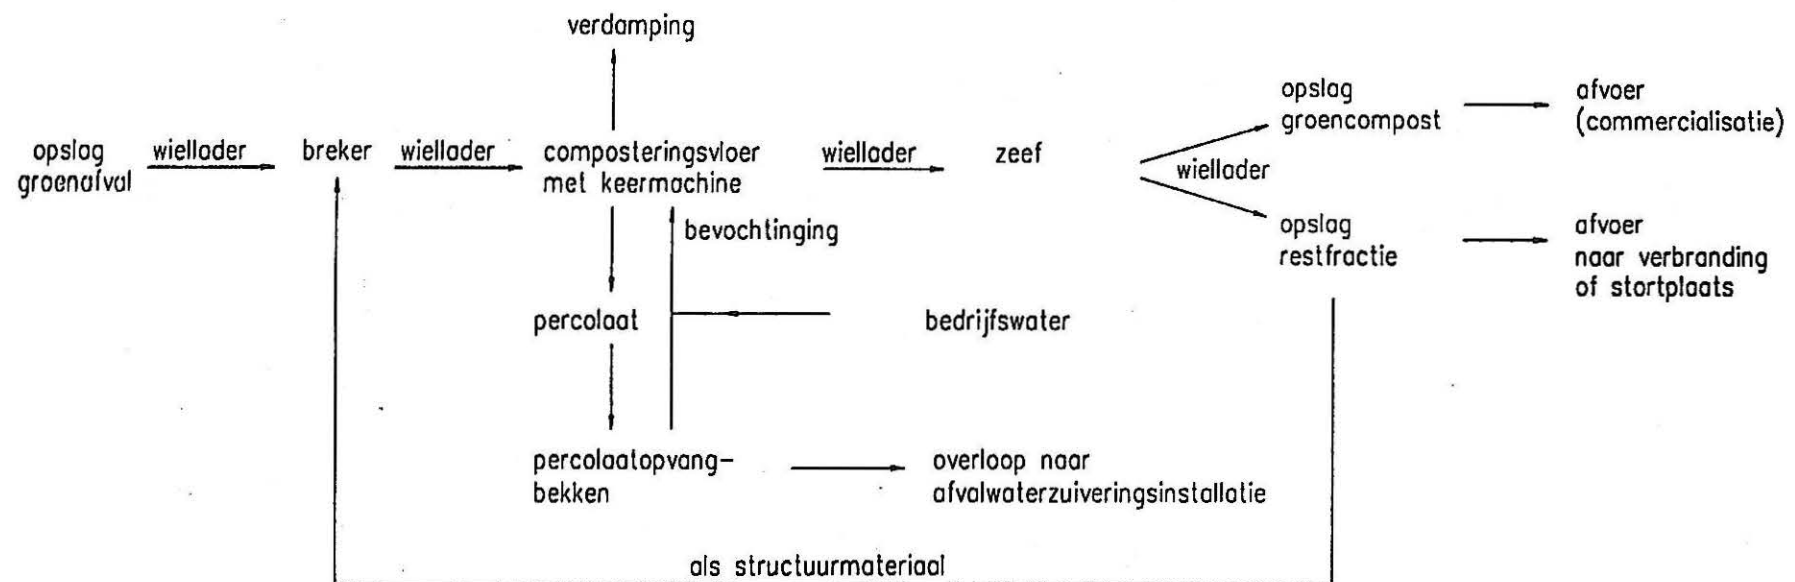 verdamping
opslag
groenafval
wiellader
breker
wiellader
composteringsvloer
met keermachine
wiellader
zeef
wiellader
opslag
groencompost
afvoer
(commercialisatie)
opslag
restfractie
afvoer
naar verbranding
of stortplaats
bevochtinging
percolaat
bedrijfswater
percolaatopvang-
bekken
overloop naar
afvalwaterzuiveringsinstallatie
als structuurmateriaal